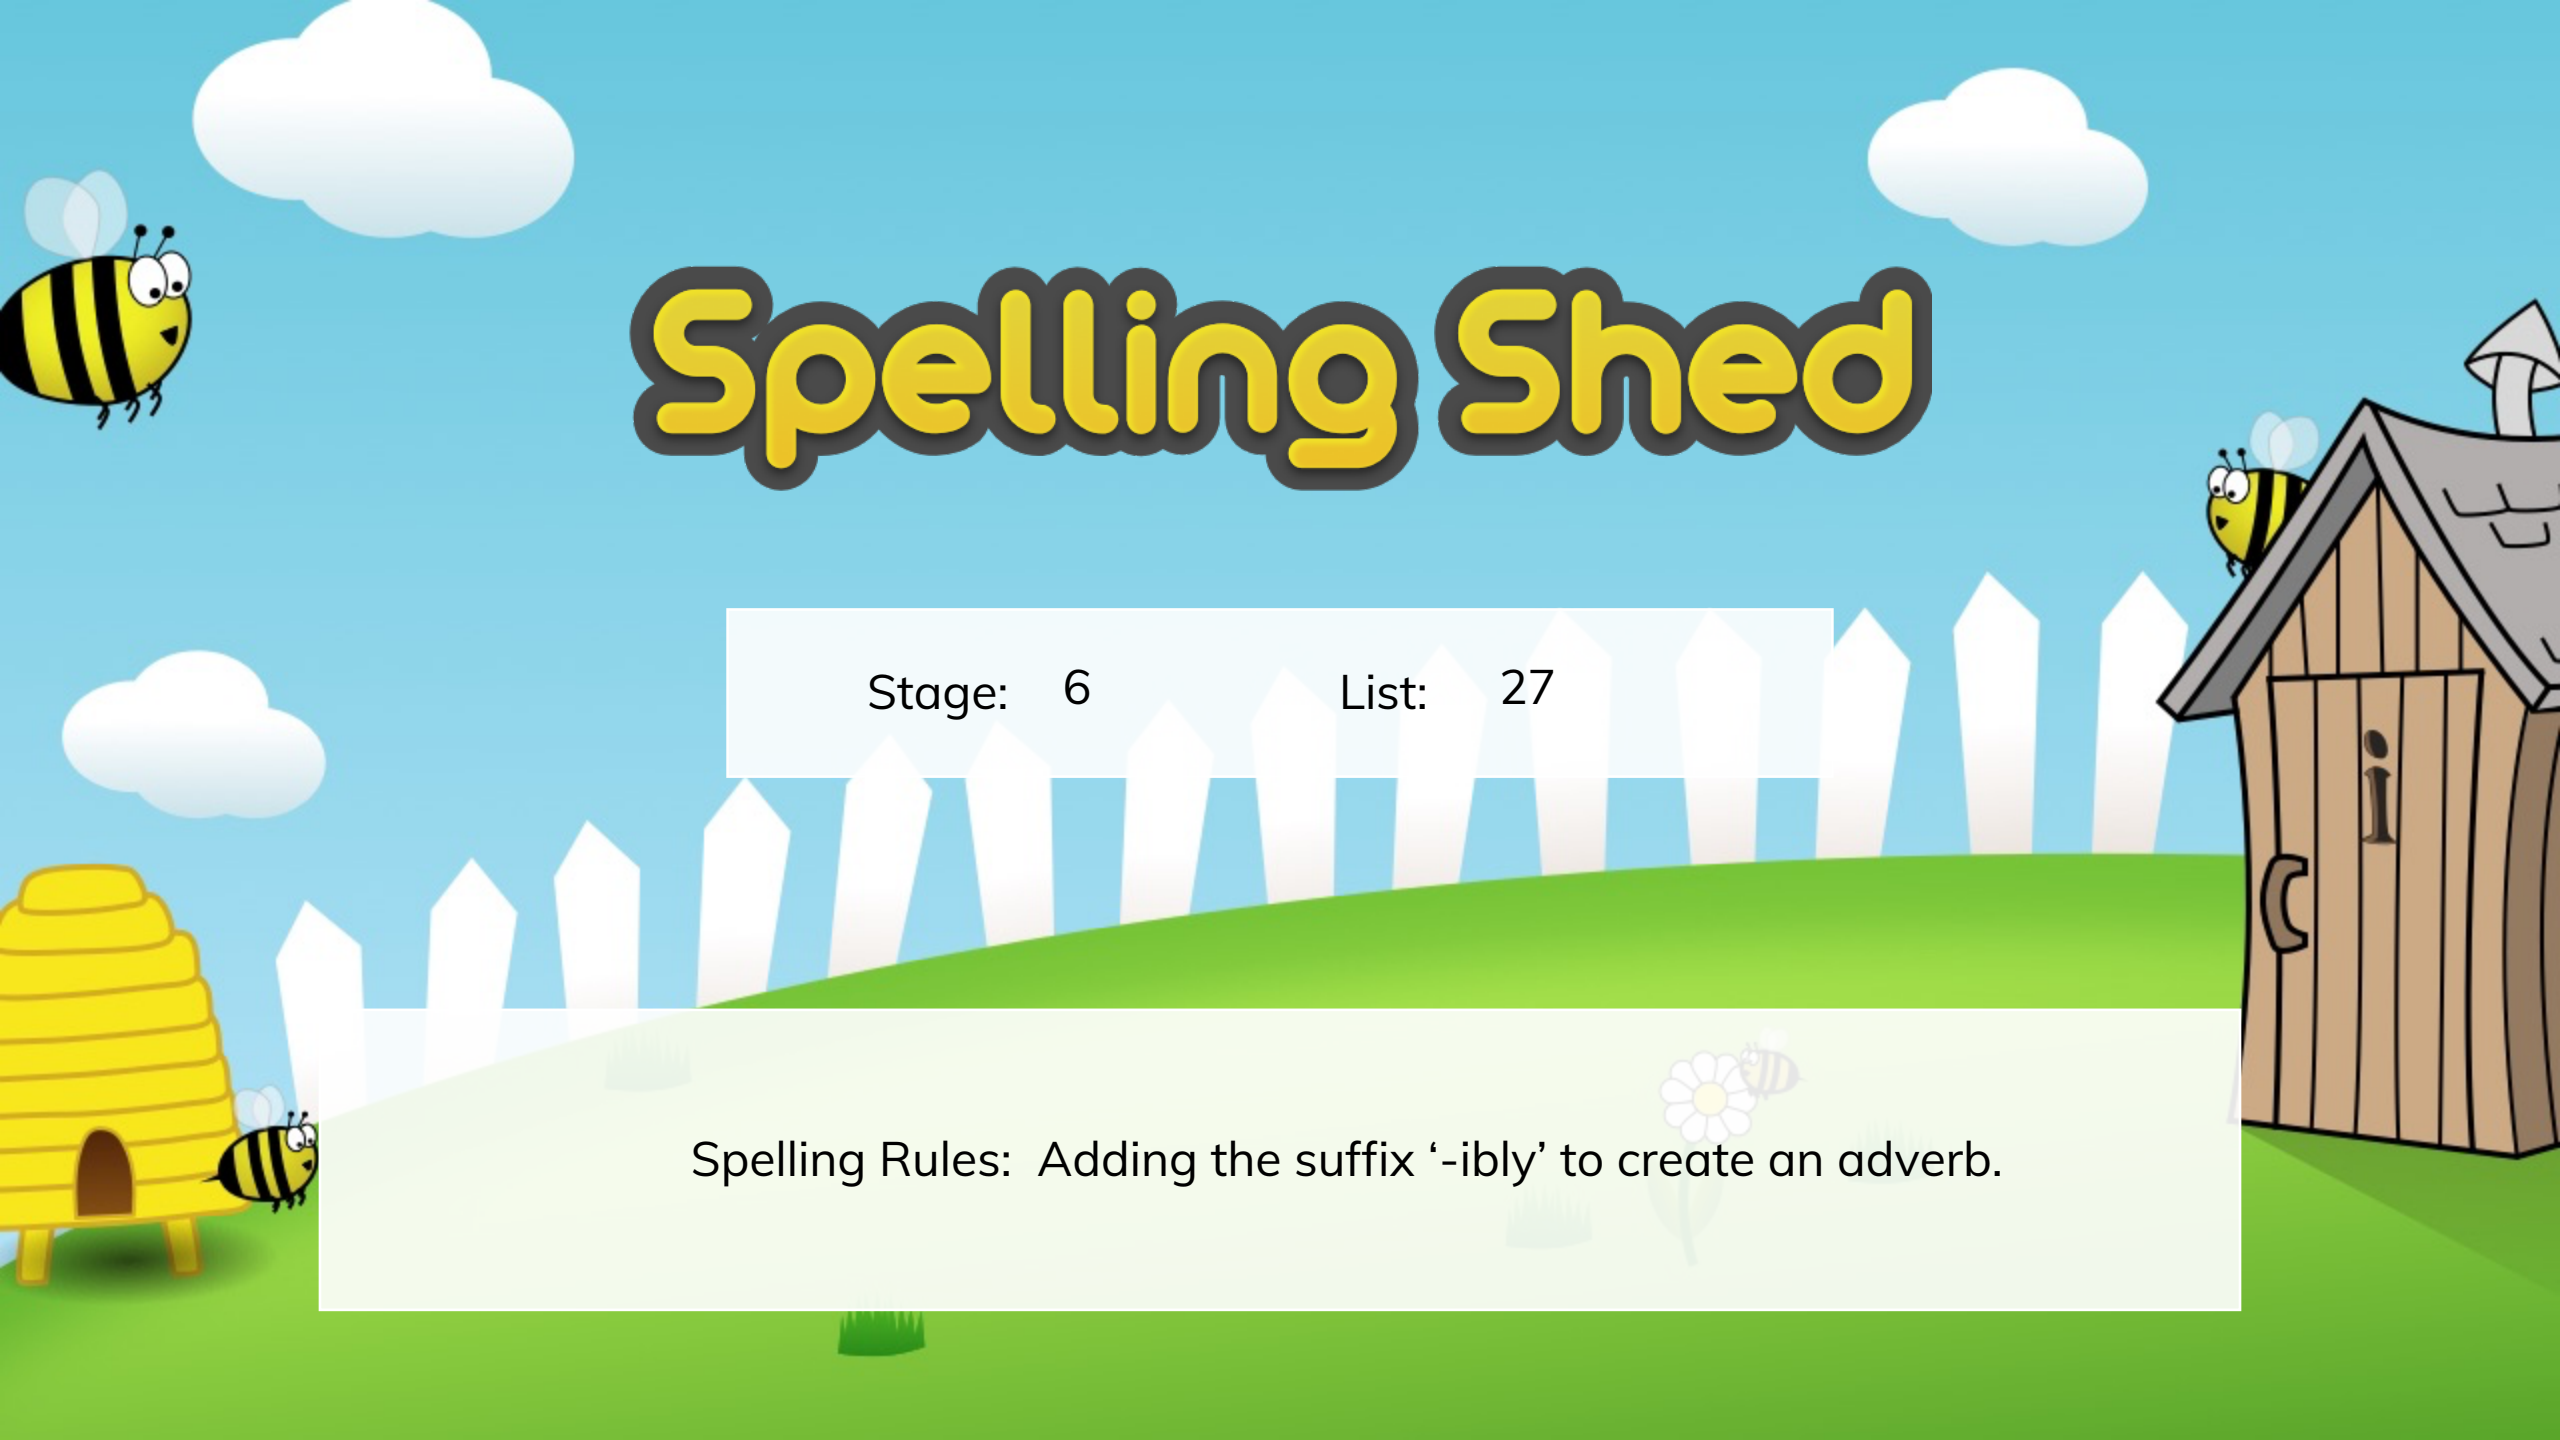 Spelling Shed
Stage: 6 List: 27
Spelling Rules: Adding the suffix ‘-ibly’ to create an adverb.
i